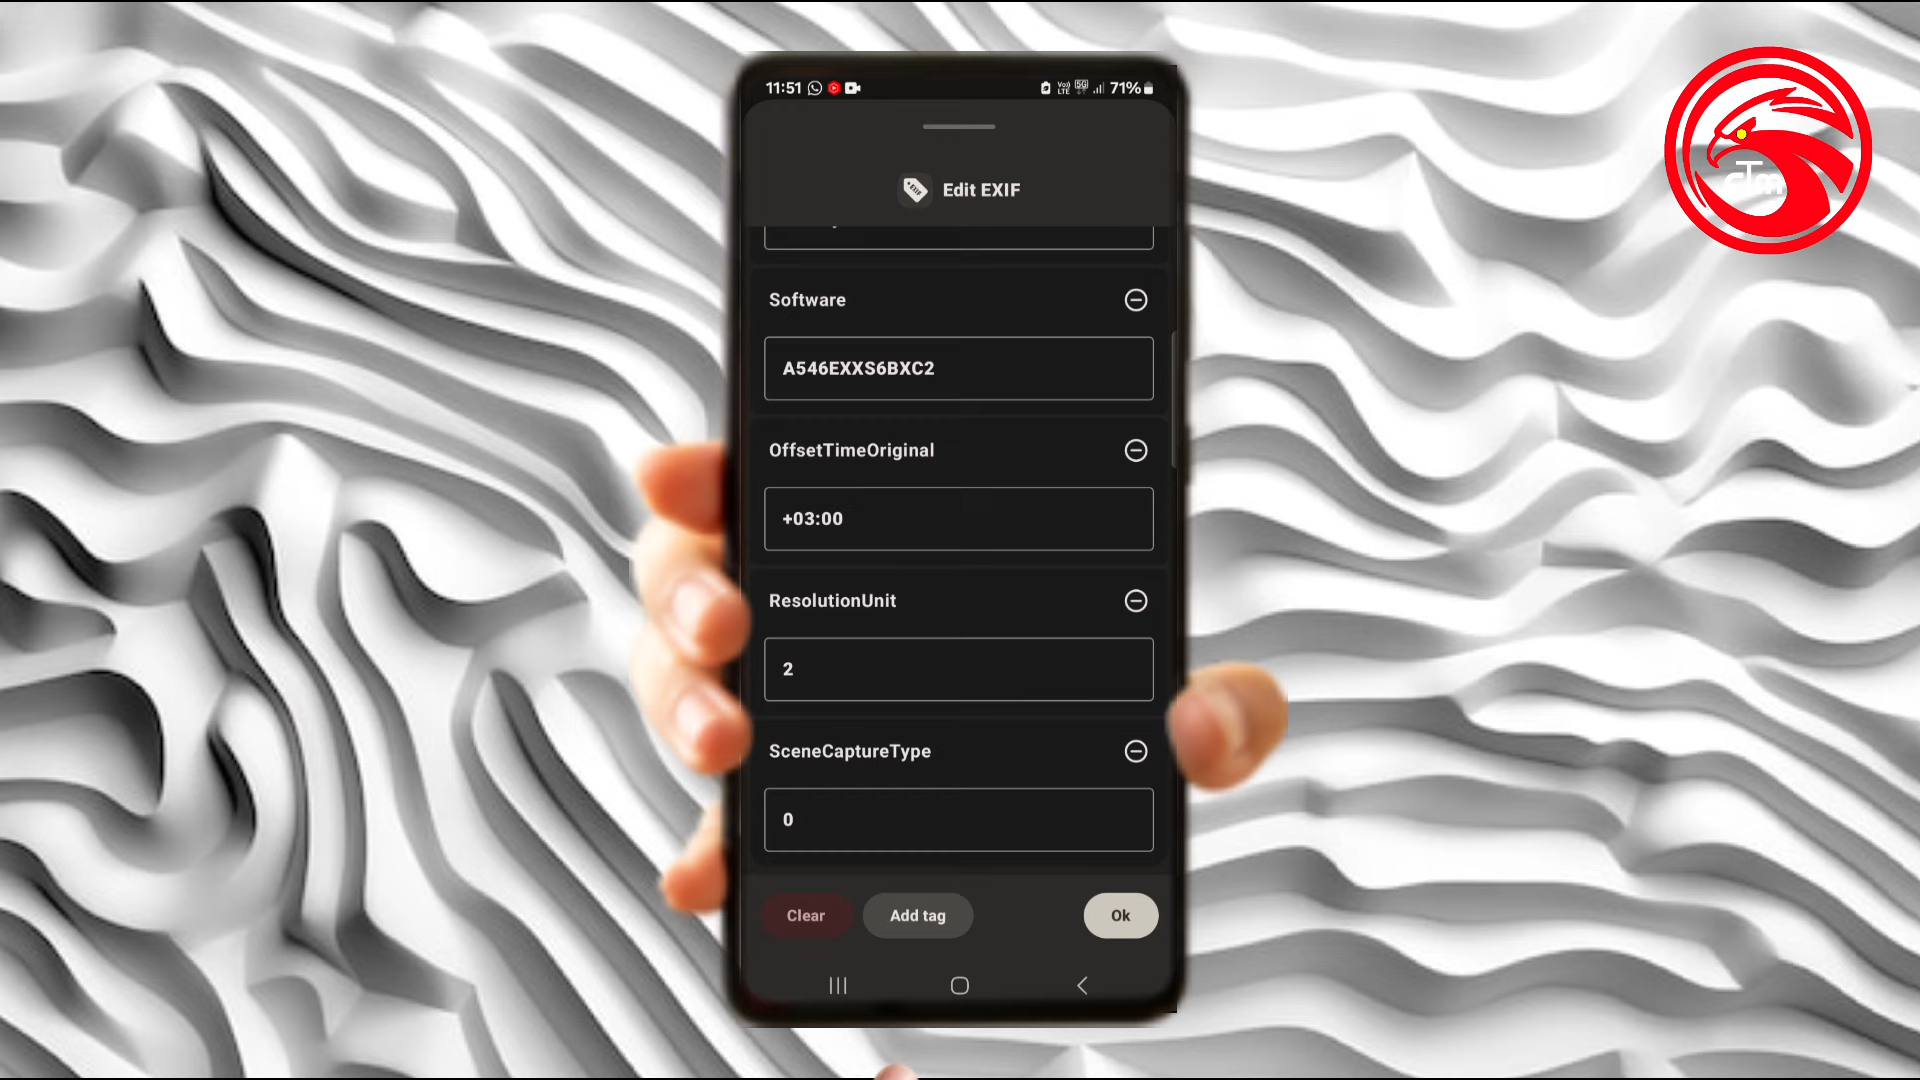 11:51 71%
Edit EXIF
Software
A546EXXS6BXC2
OffsetTimeOriginal
+03:00
ResolutionUnit
2
SceneCaptureType
0
Clear Add tag Ok